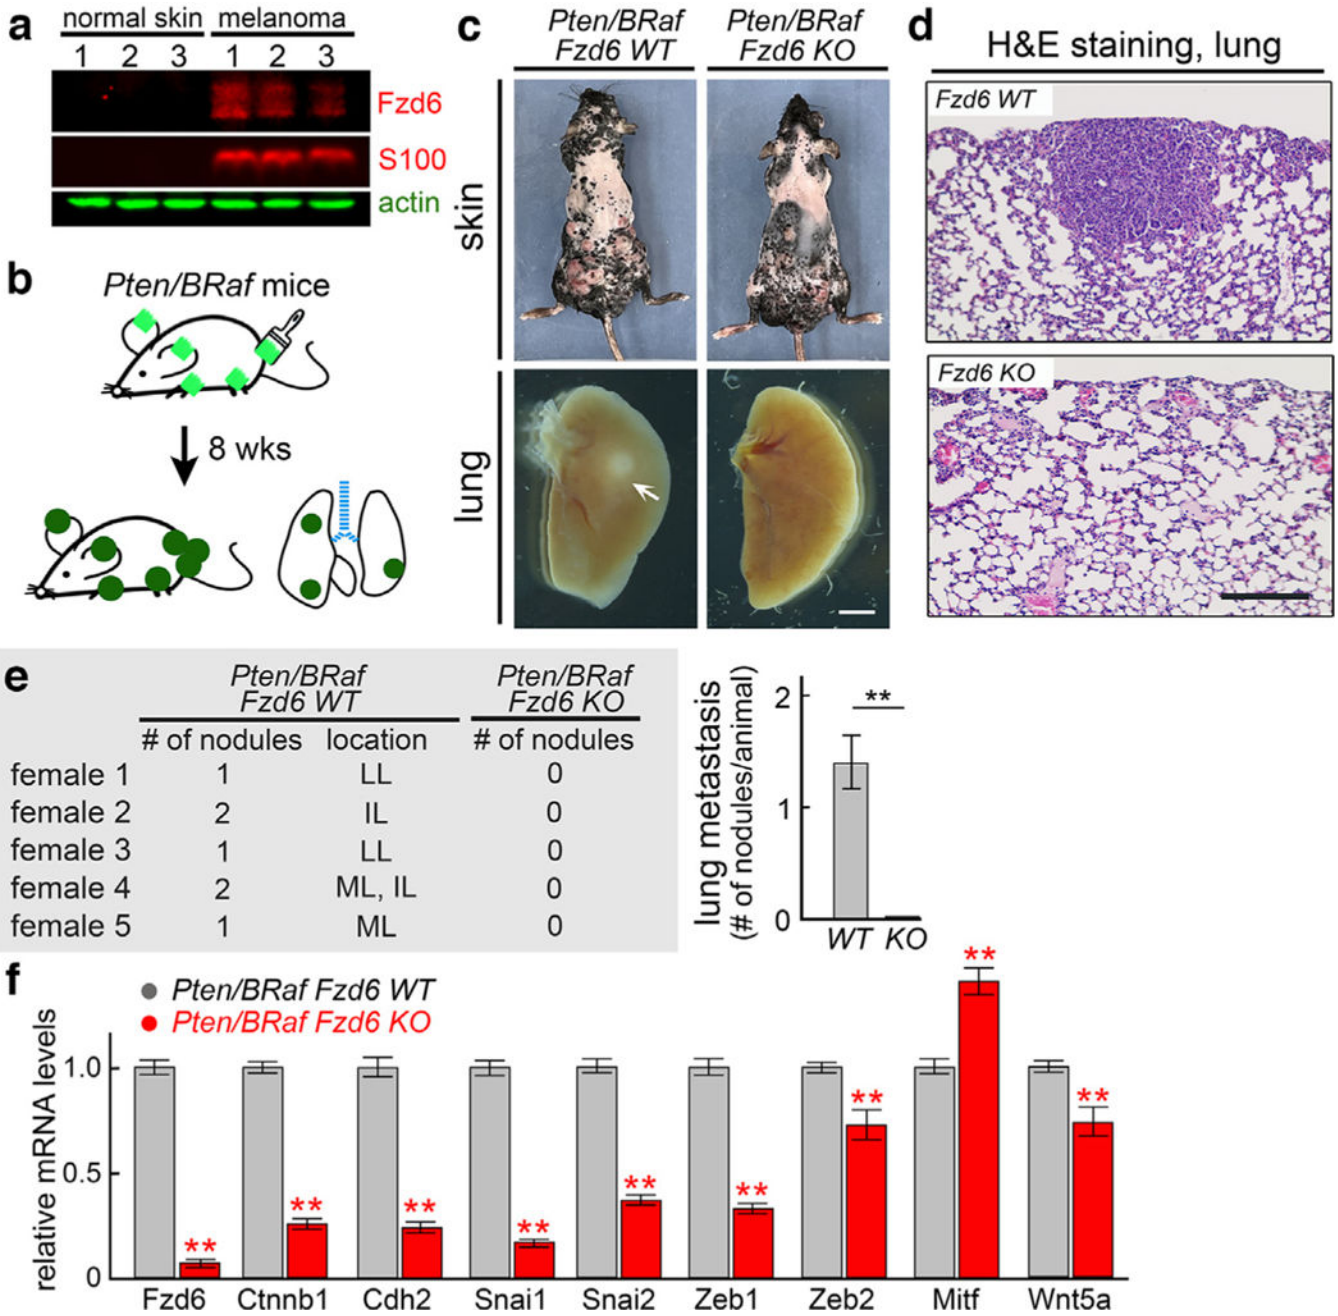 a
normal skin melanoma
1 2 3 1 2 3
Fzd6
S100
actin
b
Pten/BRaf mice
8 wks
c
Pten/BRaf Fzd6 WT
Pten/BRaf Fzd6 KO
skin
lung
d
H&E staining, lung
Fzd6 WT
Fzd6 KO
e
Pten/BRaf Fzd6 WT
Pten/BRaf Fzd6 KO
# of nodules location # of nodules
female 1 1 LL 0
female 2 2 IL 0
female 3 1 LL 0
female 4 2 ML, IL 0
female 5 1 ML 0
lung metastasis
(# of nodules/animal)
2
1
0
**
WT KO
f
Pten/BRaf Fzd6 WT
Pten/BRaf Fzd6 KO
relative mRNA levels
1.0
0.5
0
** ** ** ** ** ** ** ** **
Fzd6 Ctnnb1 Cdh2 Snai1 Snai2 Zeb1 Zeb2 Mitf Wnt5a